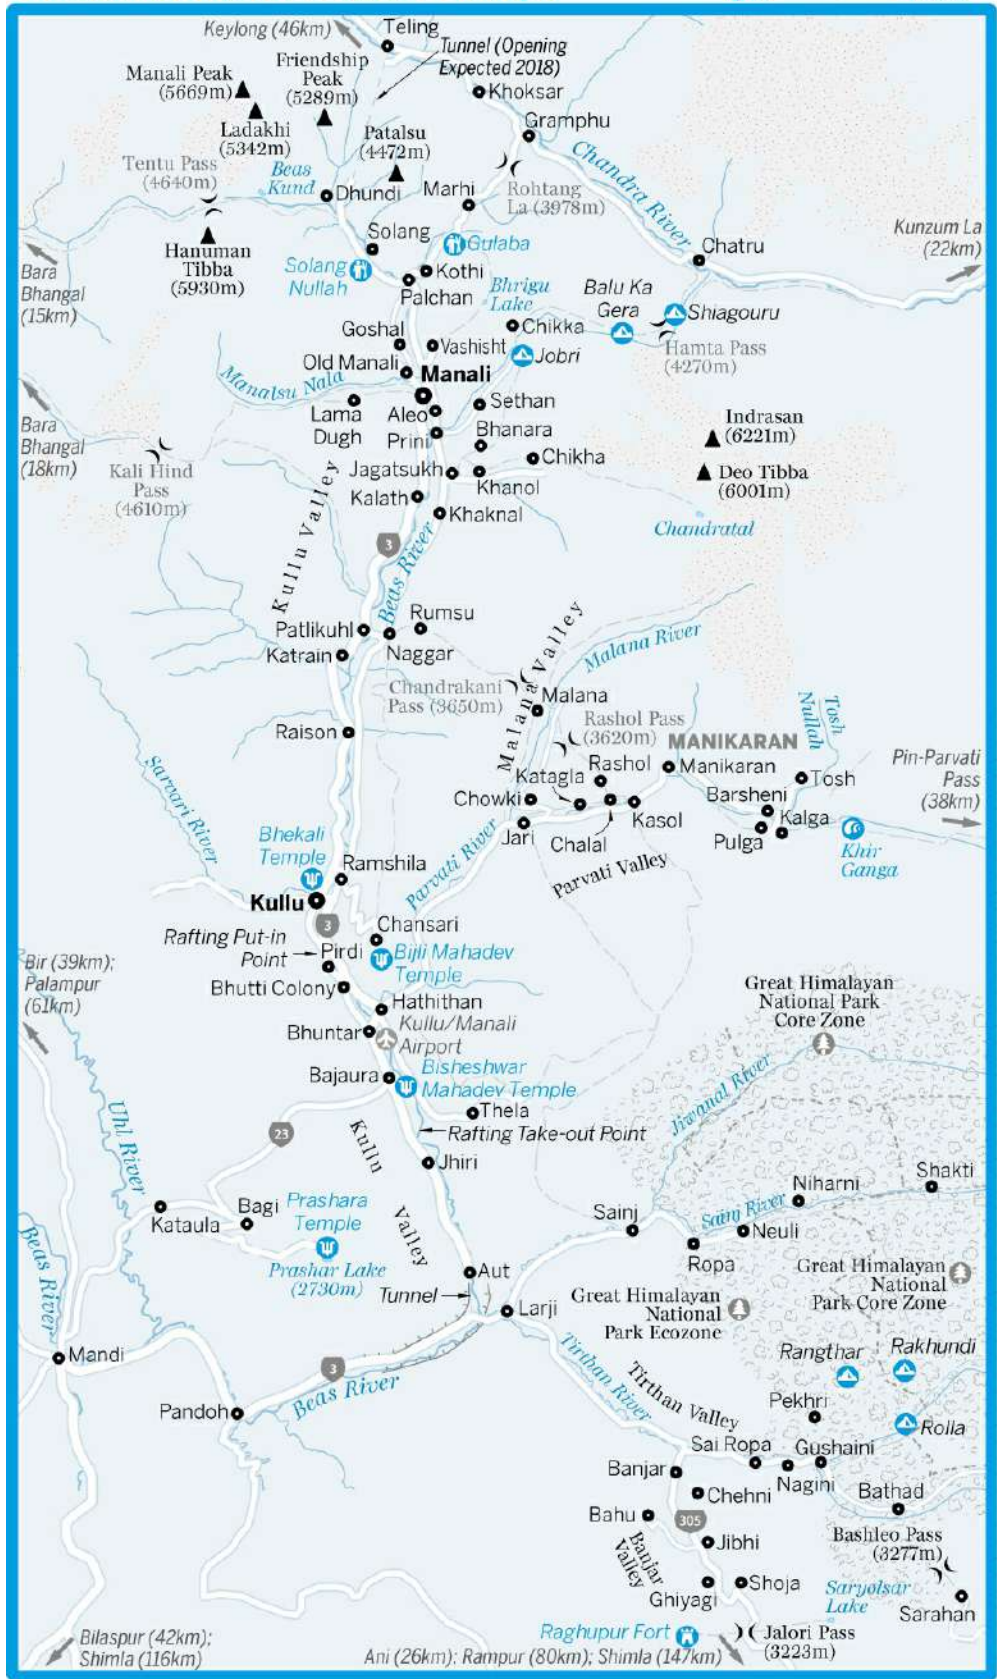 Keylong (46km)
Teling
Tunnel (Opening
Expected 2018)
Friendship
Peak
(5289m)
Manali Peak
(5669m)
Khoksar
Ladakhi
(5342m)
Gramphu
Patalsu
(4472m)
Tentu Pass
(4640m)
Beas
Kund
Dhundi
Marhi
Rohtang
La (3978m)
Chandra River
Kunzum La
(22km)
Hanuman
Tibba
(5930m)
Solang
Gulaba
Chatru
Bara
Bhangal
(15km)
Solang
Nullah
Kothi
Palchan
Bhrigu
Lake
Balu Ka
Gera
Shiagouru
Goshal
Vashisht
Chikka
Hamta Pass
(4270m)
Old Manali
Manali
Jobri
Manalsu Nala
Lama
Dugh
Aleo
Sethan
Indrasan
(6221m)
Bara
Bhangal
(18km)
Prini
Bhanara
Kali Hind
Pass
(4610m)
Jagatsukh
Chikha
Deo Tibba
(6001m)
Khanol
Kalath
Khaknal
Chandratal
Kullu Valley
3
Beas River
Rumsu
Patlikuhl
Naggar
Katrain
Malana Valley
Malana River
Chandrakani
Pass (3650m)
Malana
Rashol Pass
(3620m)
MANIKARAN
Tosh
Nullah
Raison
Rashol
Manikaran
Pin-Parvati
Pass
(38km)
Katagla
Tosh
Sarvari River
Chowki
Kasol
Barsheni
Kalga
Jari
Chalal
Pulga
Khir
Ganga
Bhekali
Temple
Ramshila
Parvati River
Parvati Valley
Kullu
3
Chansari
Rafting Put-in
Point
Pirdi
Bijli Mahadev
Temple
Bir (39km);
Palampur
(61km)
Bhutti Colony
Hathithan
Great Himalayan
National Park
Core Zone
Bhuntar
Kullu/Manali
Airport
Bajaura
Bisheshwar
Mahadev Temple
Jiwanal River
Uhl River
Thela
23
Kullu
Valley
Rafting Take-out Point
Jhiri
Shakti
Niharni
Kataula
Bagi
Prashara
Temple
Sainj
Sainj River
Neuli
Ropa
Beas River
Prashar Lake
(2730m)
Aut
Tunnel
Great Himalayan
National
Park Core Zone
Larji
Great Himalayan
National
Park Ecozone
Mandi
3
Beas River
Tirthan River
Rangthar
Rakhundi
Tirthan Valley
Pandoh
Pekhri
Rolla
Sai Ropa
Gushaini
Banjar
Nagini
Chehni
Bathad
Bahu
305
Bashleo Pass
(3277m)
Banjar
Valley
Jibhi
Ghiyagi
Shoja
Saryolsar
Lake
Sarahan
Bilaspur (42km);
Shimla (116km)
Raghupur Fort
Jalori Pass
(3223m)
Ani (26km); Rampur (80km); Shimla (147km)